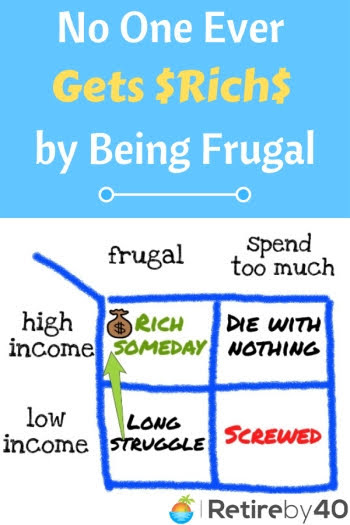 No One Ever
Gets $Rich$
by Being Frugal
frugal
spend
too much
high
income
$ RICH
SOMEDAY
DIE WITH
NOTHING
low
income
LONG
STRUGGLE
SCREWED
Retireby40